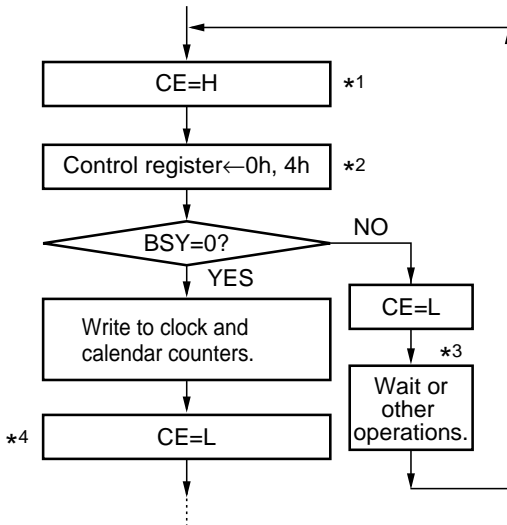 CE=H
*1
Control register←0h, 4h
*2
BSY=0?
NO
YES
Write to clock and
calendar counters.
CE=L
*3
Wait or
other
operations.
*4
CE=L